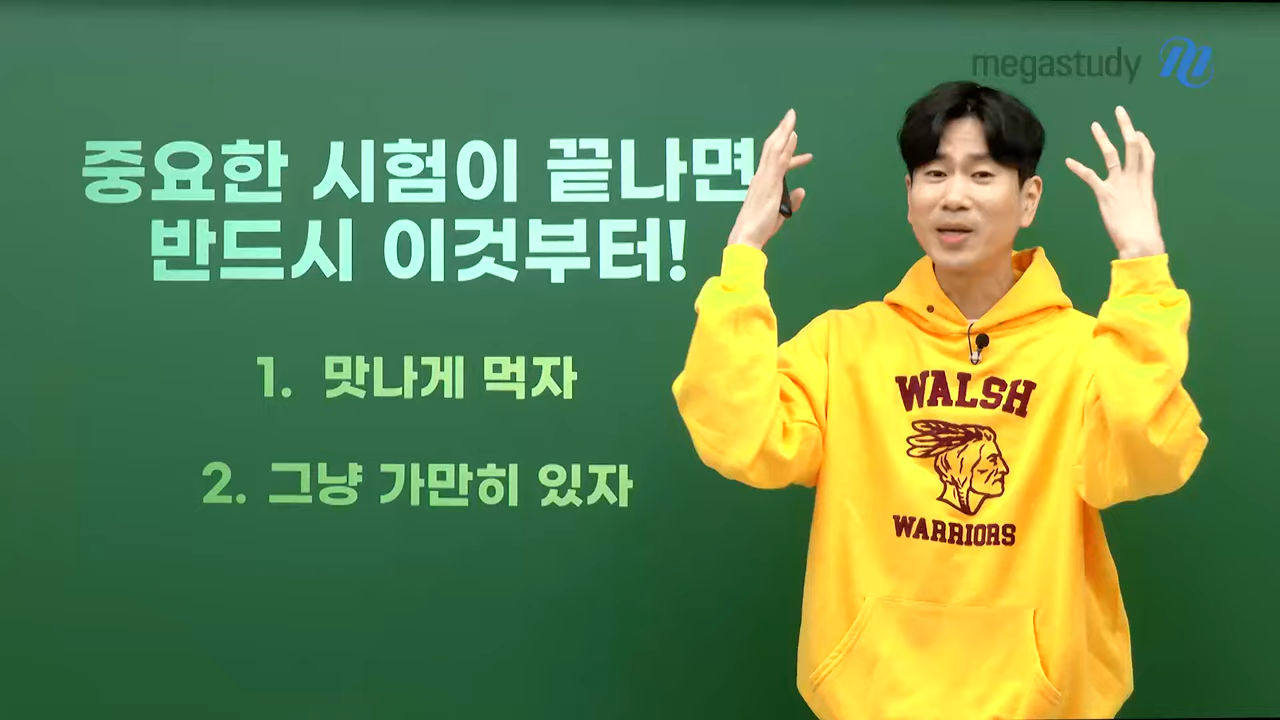 megastudy
중요한 시험이 끝나면
반드시 이것부터!
1. 맛나게 먹자
2. 그냥 가만히 있자
WALSH
WARRIORS